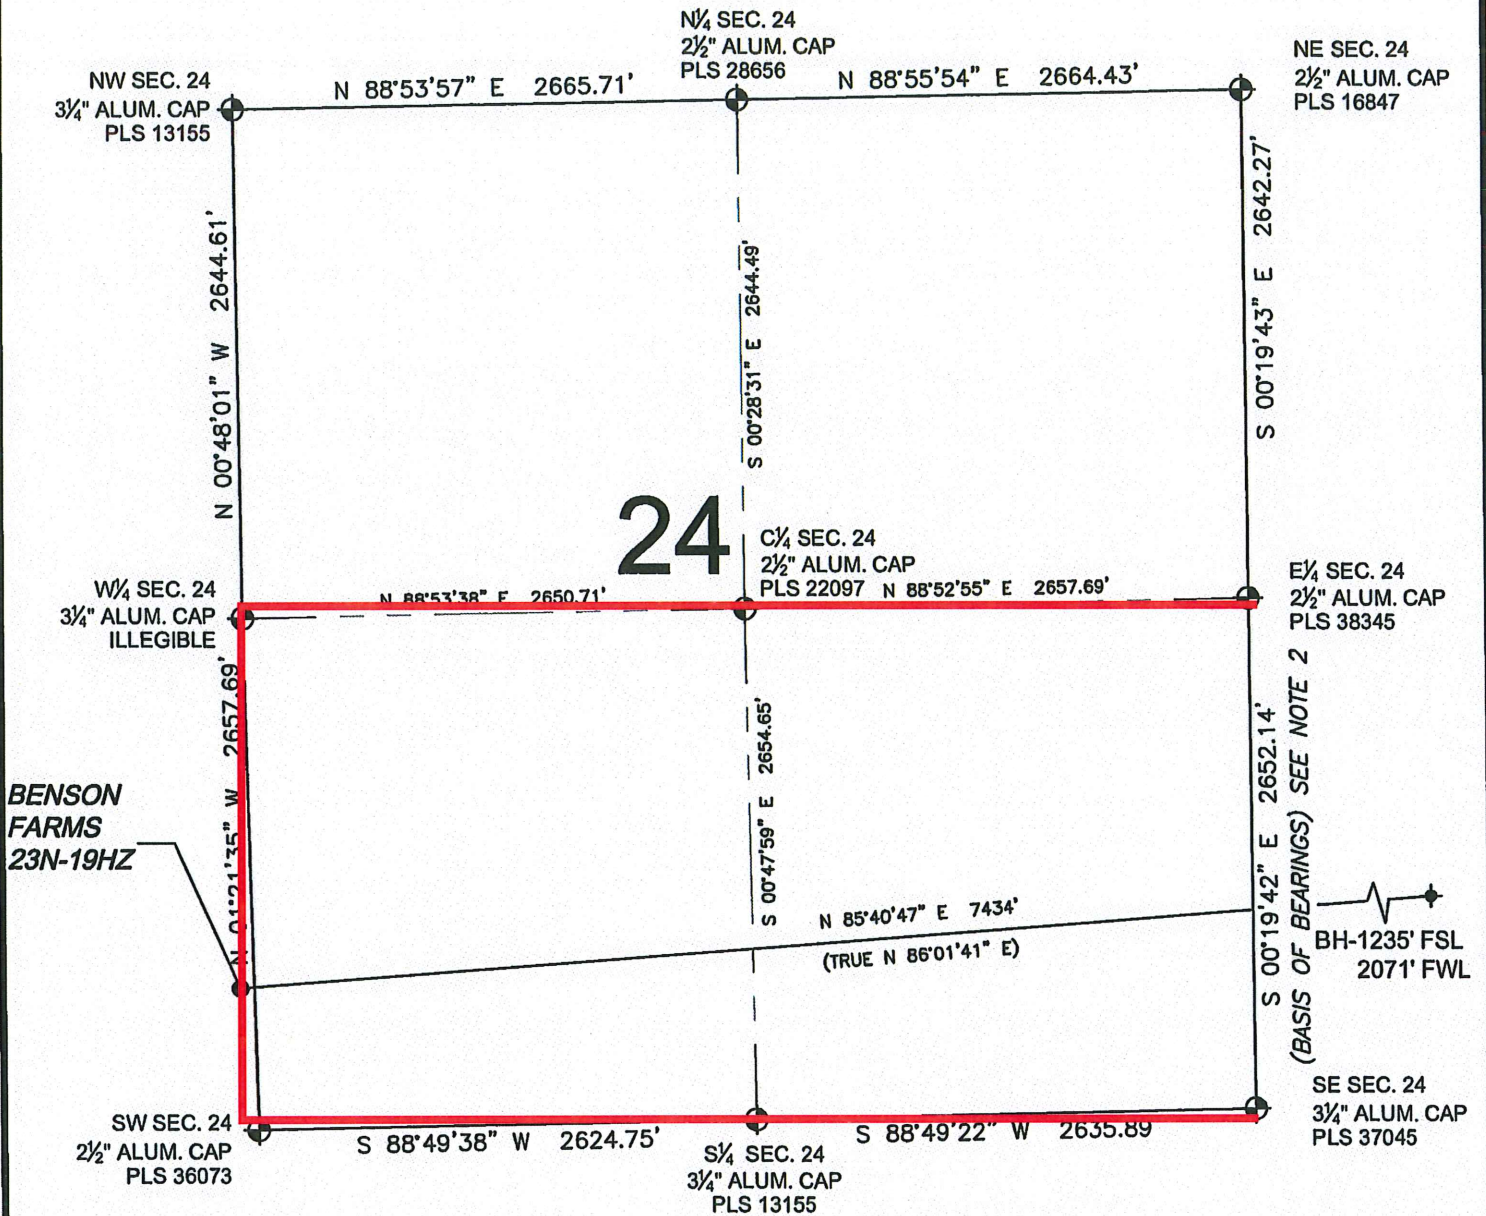 N¼ SEC. 24
2½" ALUM. CAP
PLS 28656
NE SEC. 24
2½" ALUM. CAP
PLS 16847
NW SEC. 24
3¼" ALUM. CAP
PLS 13155
N 88°53'57" E 2665.71'
N 88°55'54" E 2664.43'
N 00°48'01" W 2644.61'
S 00°28'31" E 2644.49'
S 00°19'43" E 2642.27'
24
C¼ SEC. 24
2½" ALUM. CAP
PLS 22097
W¼ SEC. 24
3¼" ALUM. CAP
ILLEGIBLE
N 88°53'38" E 2650.71'
N 88°52'55" E 2657.69'
E¼ SEC. 24
2½" ALUM. CAP
PLS 38345
N 01°21'35" W 2657.69'
S 00°47'59" E 2654.65'
S 00°19'42" E 2652.14'
(BASIS OF BEARINGS) SEE NOTE 2
BENSON
FARMS
23N-19HZ
N 85°40'47" E 7434'
(TRUE N 86°01'41" E)
BH-1235' FSL
2071' FWL
SW SEC. 24
2½" ALUM. CAP
PLS 36073
S 88°49'38" W 2624.75'
S¼ SEC. 24
3¼" ALUM. CAP
PLS 13155
S 88°49'22" W 2635.89
SE SEC. 24
3¼" ALUM. CAP
PLS 37045